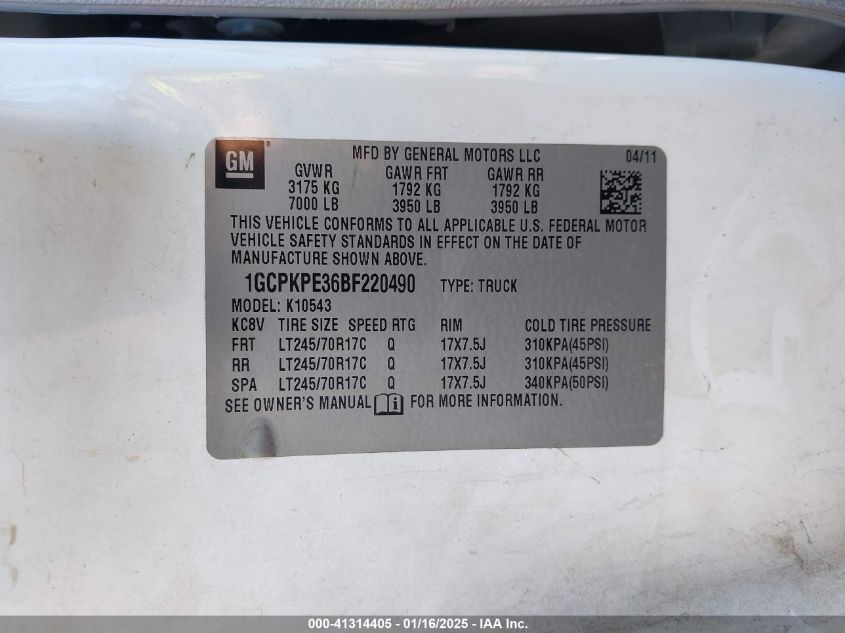 GM
MFD BY GENERAL MOTORS LLC 04/11
GVWR GAWR FRT GAWR RR
3175 KG 1792 KG 1792 KG
7000 LB 3950 LB 3950 LB
THIS VEHICLE CONFORMS TO ALL APPLICABLE U.S. FEDERAL MOTOR
VEHICLE SAFETY STANDARDS IN EFFECT ON THE DATE OF
MANUFACTURE SHOWN ABOVE.
1GCPKPE36BF220490 TYPE: TRUCK
MODEL: K10543
KC8V TIRE SIZE SPEED RTG RIM COLD TIRE PRESSURE
FRT LT245/70R17C Q 17X7.5J 310KPA(45PSI)
RR LT245/70R17C Q 17X7.5J 310KPA(45PSI)
SPA LT245/70R17C Q 17X7.5J 340KPA(50PSI)
SEE OWNER'S MANUAL i FOR MORE INFORMATION.
000-41314405 - 01/16/2025 - IAA Inc.